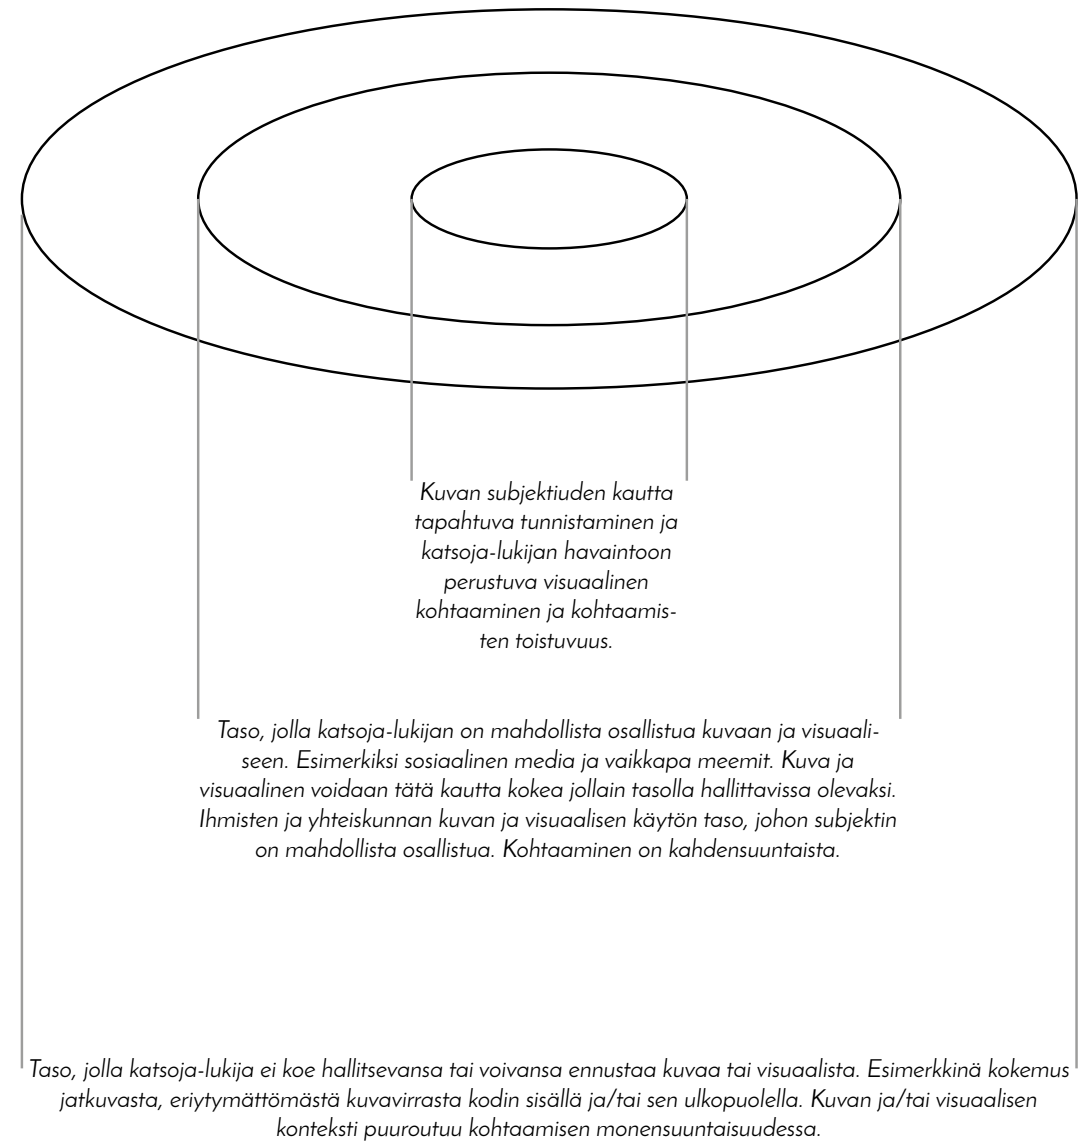 Kuvan subjektiuden kautta
tapahtuva tunnistaminen ja
katsoja-lukijan havaintoon
perustuva visuaalinen
kohtaaminen ja kohtaamis-
ten toistuvuus.
Taso, jolla katsoja-lukijan on mahdollista osallistua kuvaan ja visuaali-
seen. Esimerkiksi sosiaalinen media ja vaikkapa meemit. Kuva ja
visuaalinen voidaan tätä kautta kokea jollain tasolla hallittavissa olevaksi.
Ihmisten ja yhteiskunnan kuvan ja visuaalisen käytön taso, johon subjektin
on mahdollista osallistua. Kohtaaminen on kahdensuuntaista.
Taso, jolla katsoja-lukija ei koe hallitsevansa tai voivansa ennustaa kuvaa tai visuaalista. Esimerkkinä kokemus
jatkuvasta, eriytymättömästä kuvavirrasta kodin sisällä ja/tai sen ulkopuolella. Kuvan ja/tai visuaalisen
konteksti puuroutuu kohtaamisen monensuuntaisuudessa.